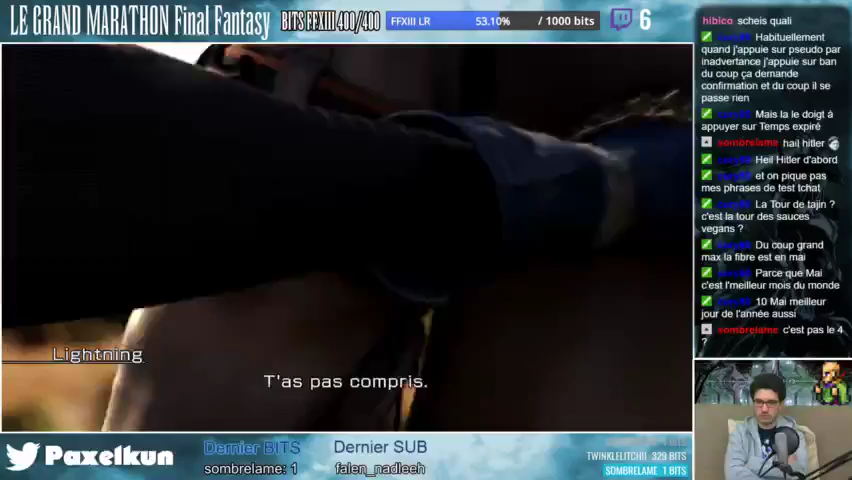 LE GRAND MARATHON Final Fantasy
BITS FFXIII 400/400
FFXIII LR 53.10% / 1000 bits
6
hibico scheis quali
Habituellement
quand j'appuie sur pseudo par
inadvertance j'appuie sur ban
du coup ça demande
confirmation et du coup il se
passe rien
Mais la le doigt à
appuyer sur Temps expiré
sombrelame hail hitler
Heil Hitler d'abord
et on pique pas
mes phrases de test tchat
La Tour de tajin ?
c'est la tour des sauces
vegans ?
Du coup grand
max la fibre est en mai
Parce que Mai
c'est l'meilleur mois du monde
10 Mai meilleur
jour de l'année aussi
sombrelame c'est pas le 4
?
Lightning
T'as pas compris.
Paxelkun
Dernier BITS
sombrelame: 1
Dernier SUB
falen_nadleeh
TWINKLELITCHII 329 BITS
SOMBRELAME 1 BITS